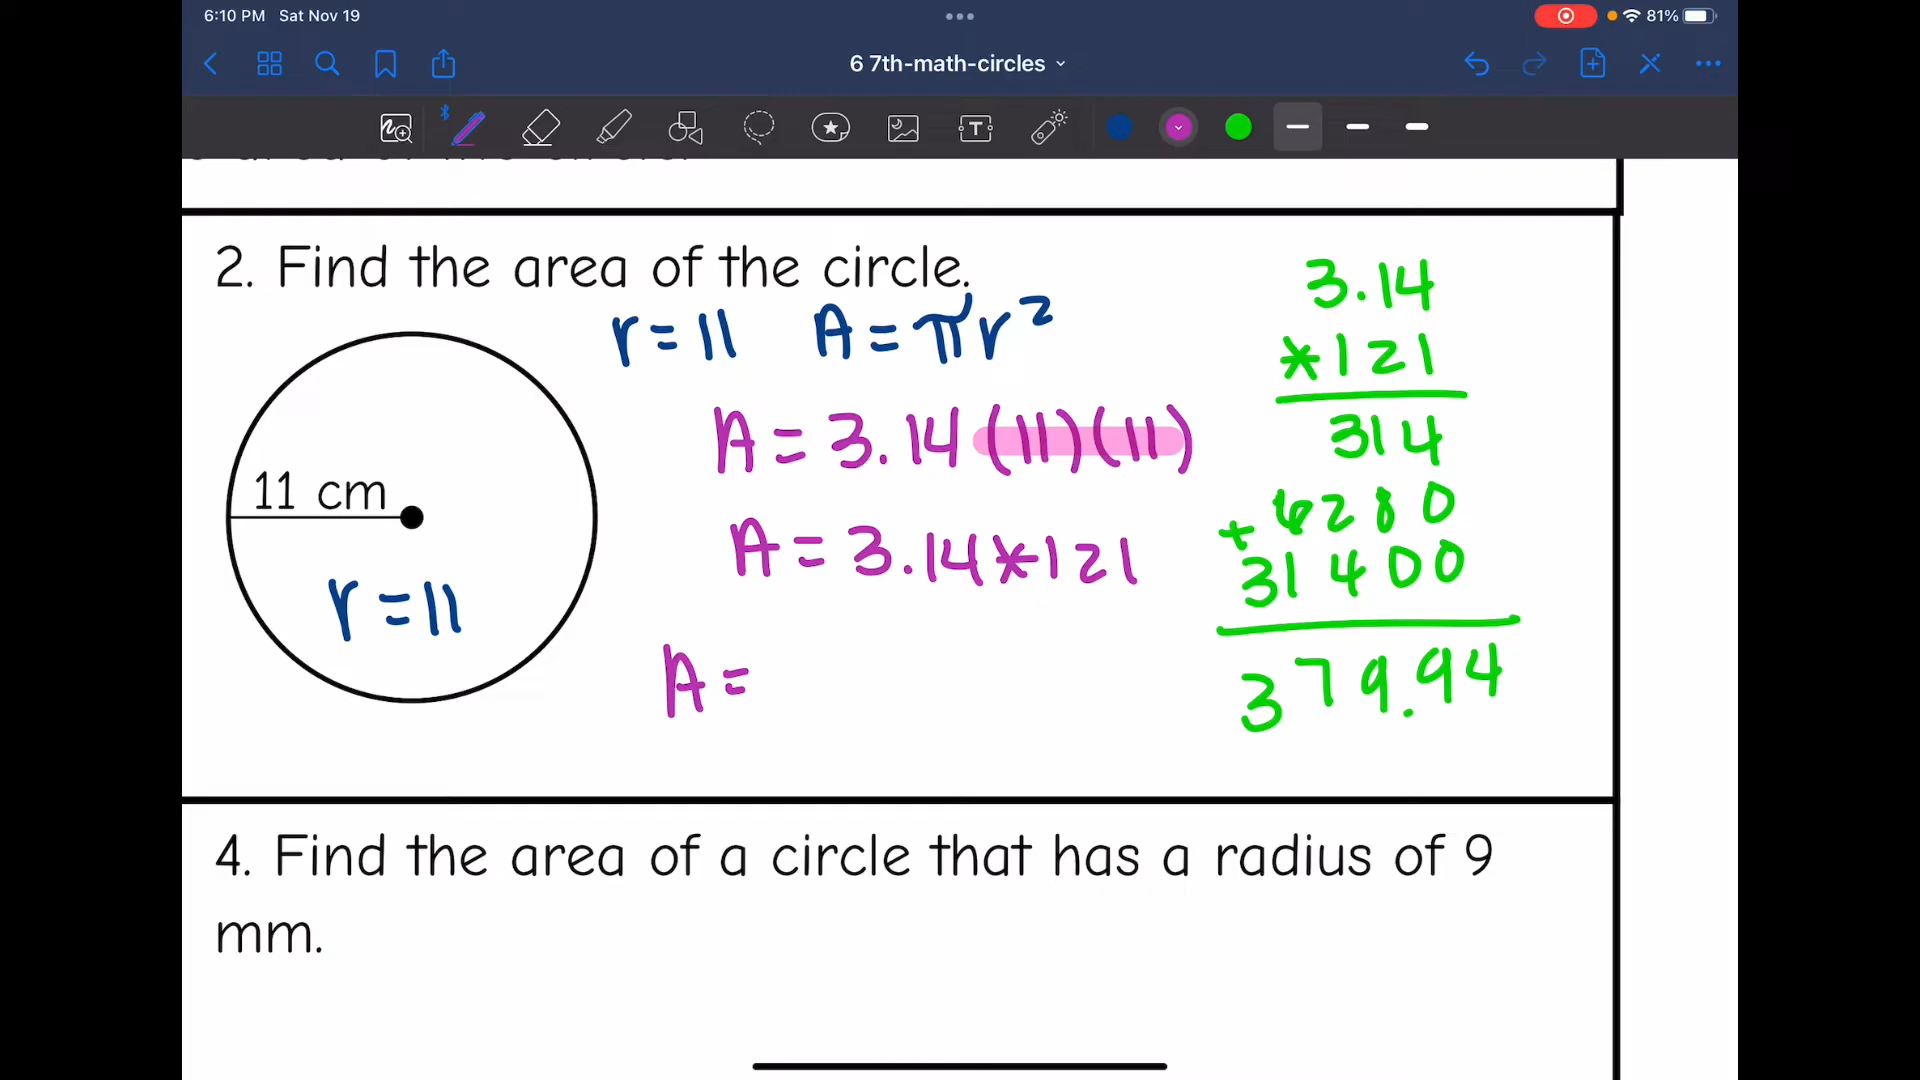 6:10 PM Sat Nov 19
81%
6 7th-math-circles
T
2. Find the area of the circle.
r = 11 A = πr²
A = 3.14 (11)(11)
A = 3.14 * 121
A =
11 cm
r = 11
3.14
* 121
314
+ 6280
31400
379.94
4. Find the area of a circle that has a radius of 9
mm.